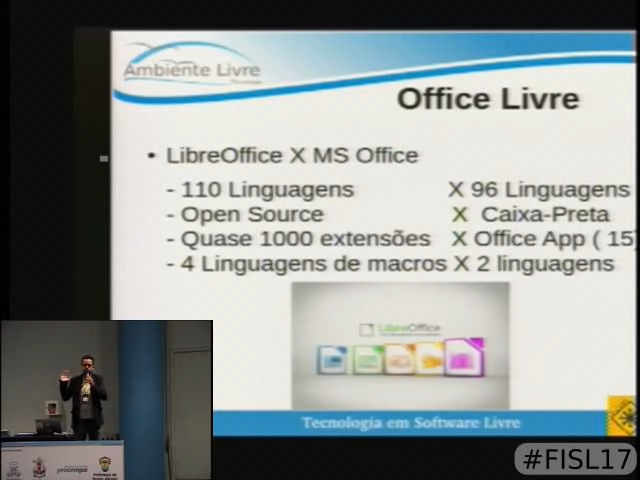 Ambiente Livre
Office Livre
• LibreOffice X MS Office
- 110 Linguagens X 96 Linguagens
- Open Source X Caixa-Preta
- Quase 1000 extensões X Office App ( 15)
- 4 Linguagens de macros X 2 linguagens
LibreOffice
Tecnologia em Software Livre
procempa
#FISL17